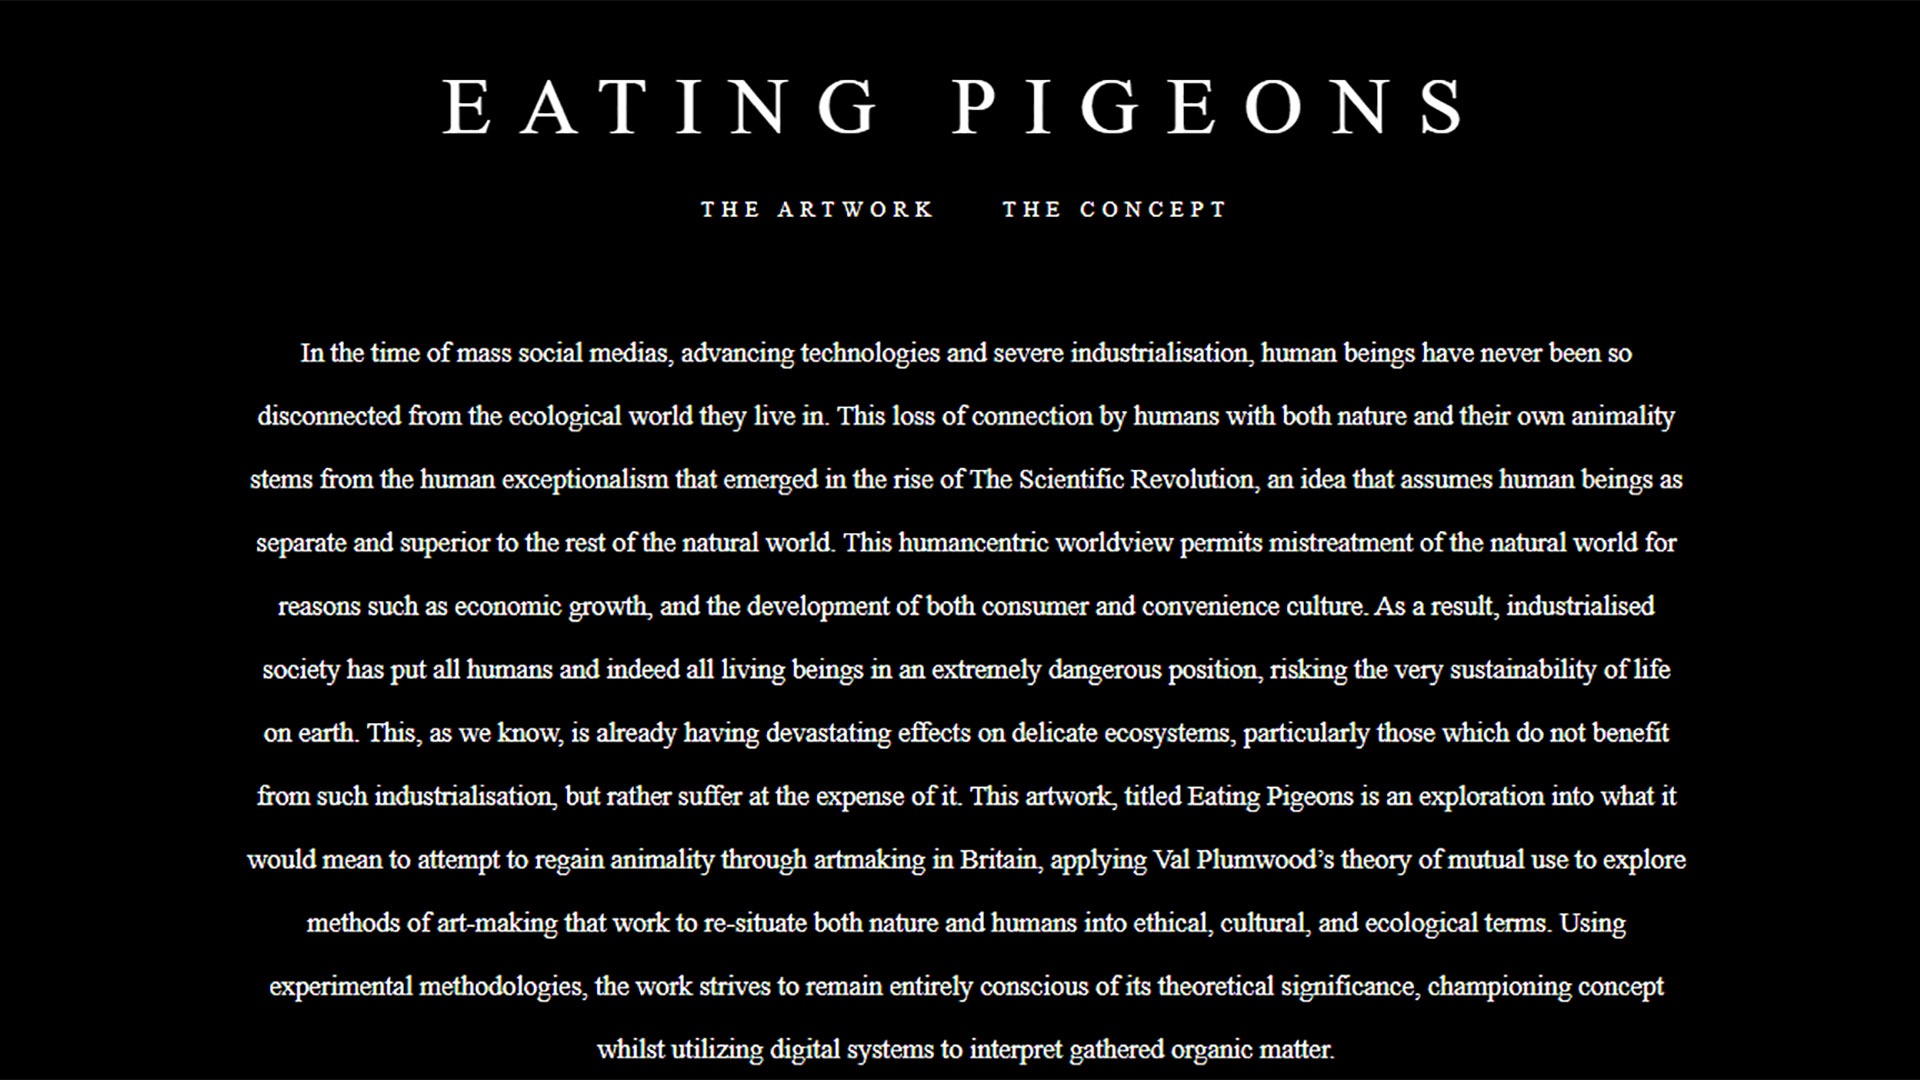 EATING PIGEONS
THE ARTWORK THE CONCEPT
In the time of mass social medias, advancing technologies and severe industrialisation, human beings have never been so
disconnected from the ecological world they live in. This loss of connection by humans with both nature and their own animality
stems from the human exceptionalism that emerged in the rise of The Scientific Revolution, an idea that assumes human beings as
separate and superior to the rest of the natural world. This humancentric worldview permits mistreatment of the natural world for
reasons such as economic growth, and the development of both consumer and convenience culture. As a result, industrialised
society has put all humans and indeed all living beings in an extremely dangerous position, risking the very sustainability of life
on earth. This, as we know, is already having devastating effects on delicate ecosystems, particularly those which do not benefit
from such industrialisation, but rather suffer at the expense of it. This artwork, titled Eating Pigeons is an exploration into what it
would mean to attempt to regain animality through artmaking in Britain, applying Val Plumwood’s theory of mutual use to explore
methods of art-making that work to re-situate both nature and humans into ethical, cultural, and ecological terms. Using
experimental methodologies, the work strives to remain entirely conscious of its theoretical significance, championing concept
whilst utilizing digital systems to interpret gathered organic matter.